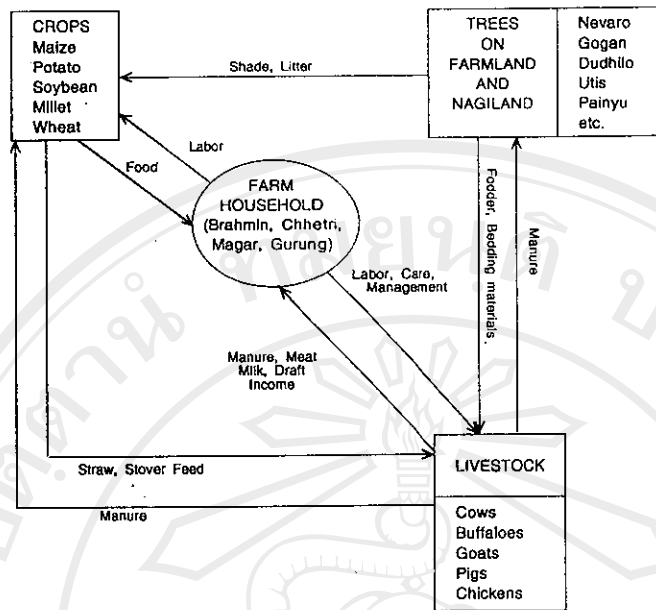 CROPS
Maize
Potato
Soybean
Millet
Wheat
TREES
ON
FARMLAND
AND
NAGILAND
Nevaro
Gogan
Dudhilo
Utis
Painyu
etc.
Shade, Litter
Labor
Food
FARM
HOUSEHOLD
(Brahmin, Chhetri,
Magar, Gurung)
Labor, Care,
Management
Fodder, Bedding materials.
Manure
Manure, Meat
Milk, Draft
Income
Straw, Stover Feed
Manure
LIVESTOCK
Cows
Buffaloes
Goats
Pigs
Chickens